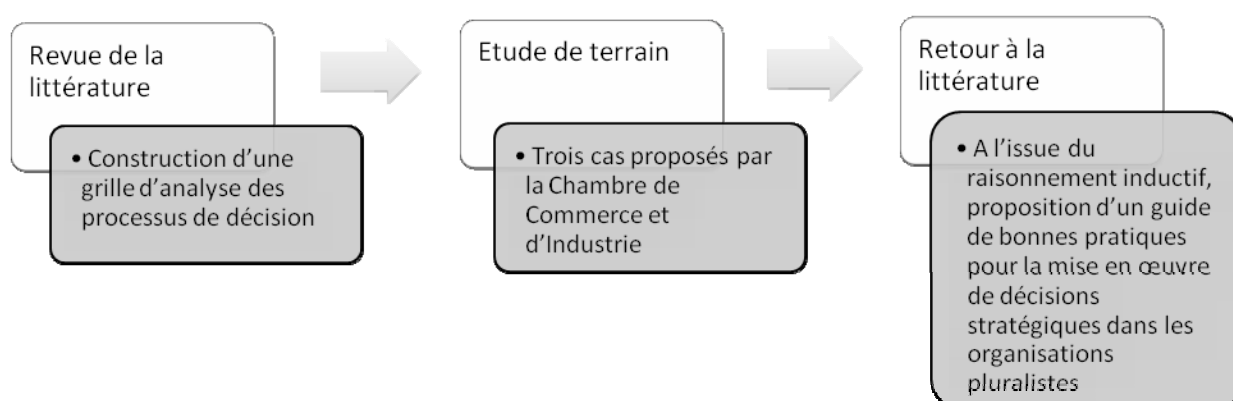 Revue de la
littérature
• Construction d'une
grille d'analyse des
processus de décision
Etude de terrain
• Trois cas proposés par
la Chambre de
Commerce et
d'Industrie
Retour à la
littérature
• A l'issue du
raisonnement inductif,
proposition d'un guide
de bonnes pratiques
pour la mise en œuvre
de décisions
stratégiques dans les
organisations
pluralistes